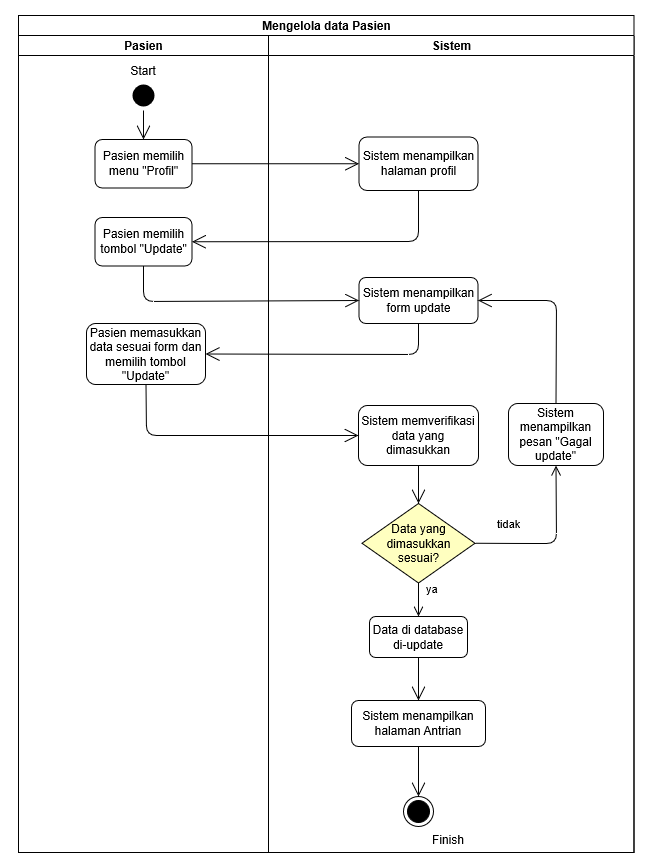 Mengelola data Pasien
Pasien
Sistem
Start
Pasien memilih
menu "Profil"
Sistem menampilkan
halaman profil
Pasien memilih
tombol "Update"
Sistem menampilkan
form update
Pasien memasukkan
data sesuai form dan
memilih tombol
"Update"
Sistem memverifikasi
data yang
dimasukkan
Sistem
menampilkan
pesan "Gagal
update"
Data yang
dimasukkan
sesuai?
tidak
ya
Data di database
di-update
Sistem menampilkan
halaman Antrian
Finish